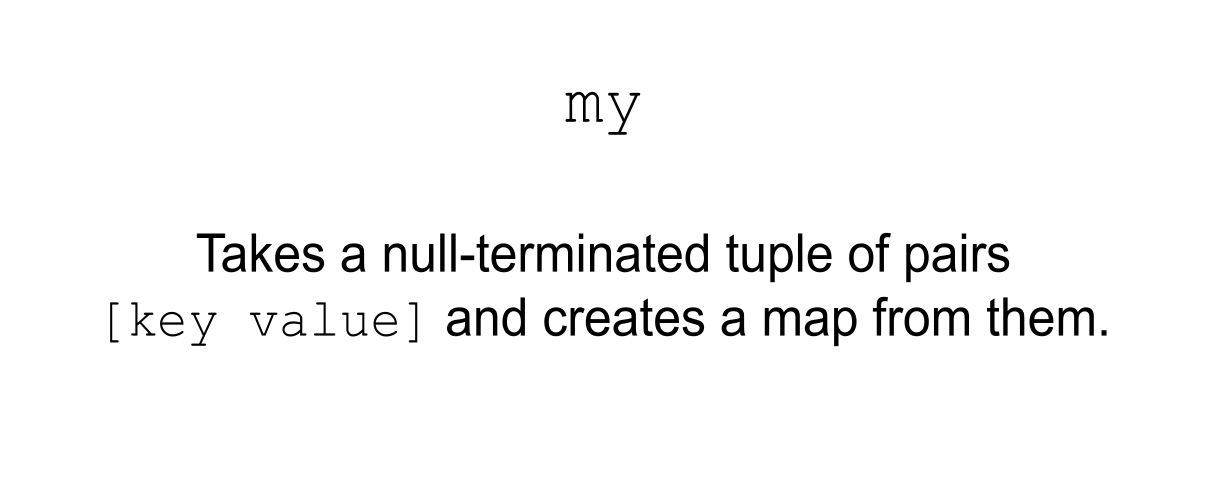 my
Takes a null-terminated tuple of pairs
[key value] and creates a map from them.